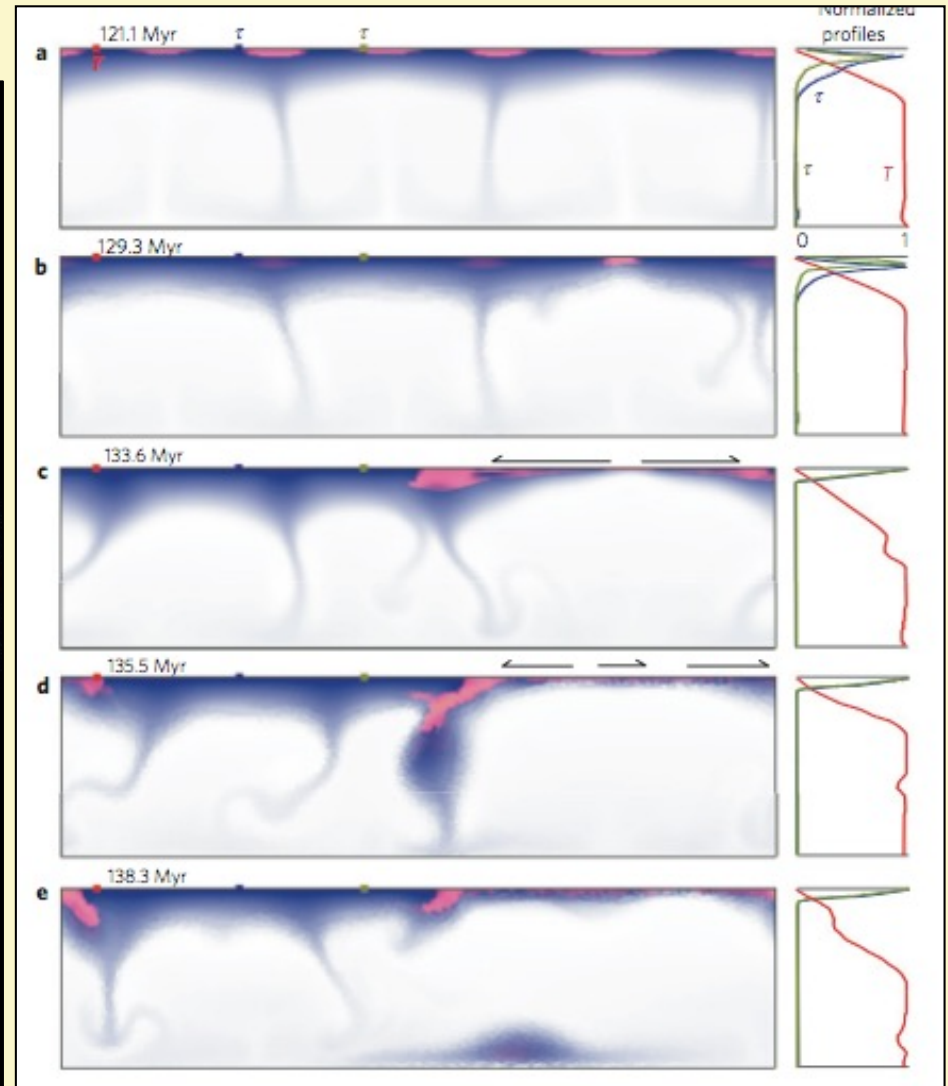 Normalized
profiles
a
121.1 Myr
τ
τ
T
τ
τ
T
0
1
b
129.3 Myr
c
133.6 Myr
d
135.5 Myr
e
138.3 Myr